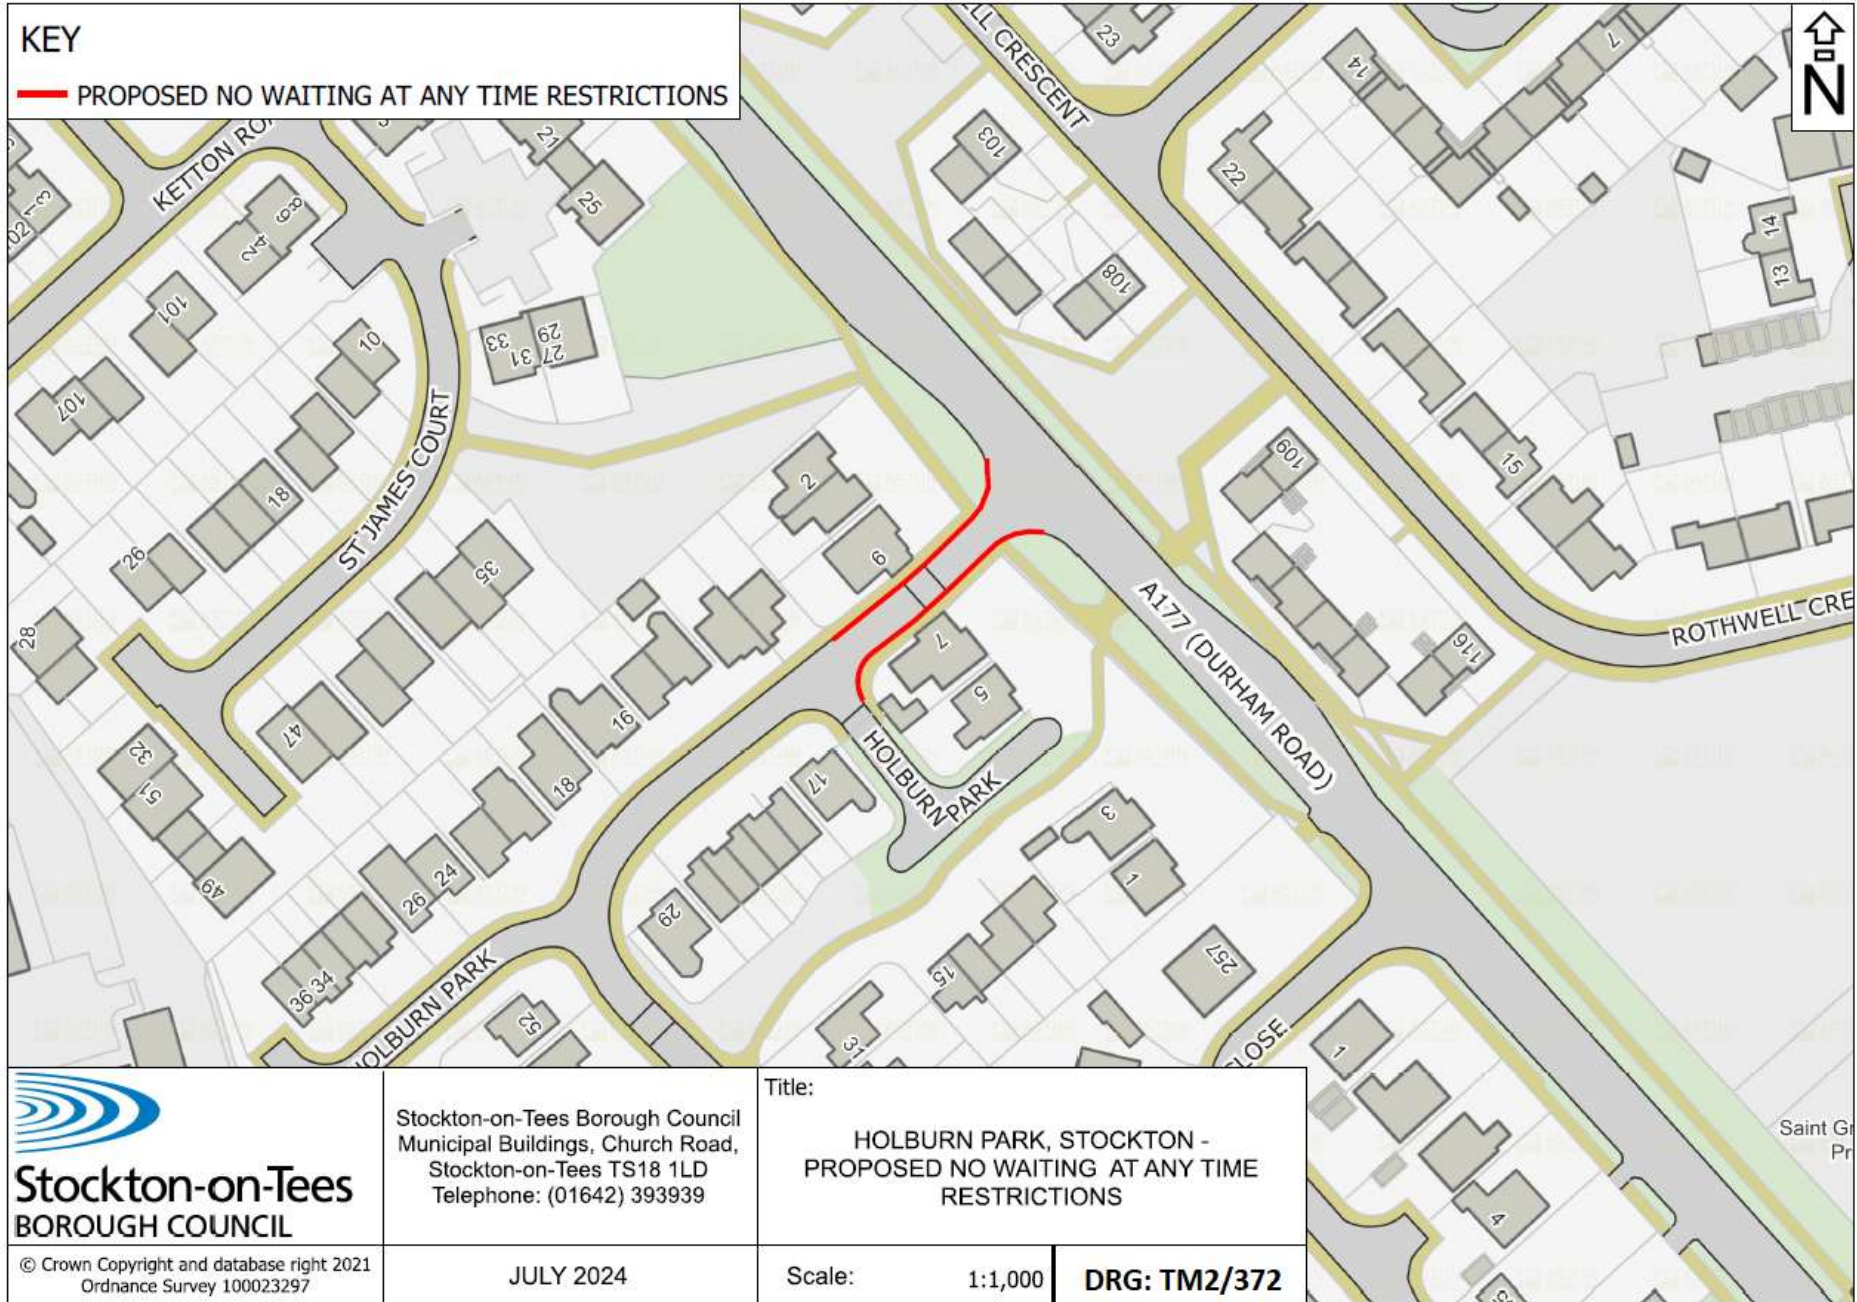 KEY
PROPOSED NO WAITING AT ANY TIME RESTRICTIONS
N
23
14
7
LL CRESCENT
103
22
21
25
KETTON RO
89
24
13
101
10
107
33
31
29
27
108
14
13
ST JAMES COURT
18
26
28
35
2
9
109
15
A177 (DURHAM ROAD)
116
ROTHWELL CRE
7
5
47
16
18
17
HOLBURN PARK
32
51
49
24
26
29
3
1
15
257
36
34
HOLBURN PARK
52
31
CLOSE
1
4
Saint Gr
Pr
Stockton-on-Tees
BOROUGH COUNCIL
© Crown Copyright and database right 2021
Ordnance Survey 100023297
Stockton-on-Tees Borough Council
Municipal Buildings, Church Road,
Stockton-on-Tees TS18 1LD
Telephone: (01642) 393939
JULY 2024
Title:
HOLBURN PARK, STOCKTON -
PROPOSED NO WAITING AT ANY TIME
RESTRICTIONS
Scale: 1:1,000
DRG: TM2/372